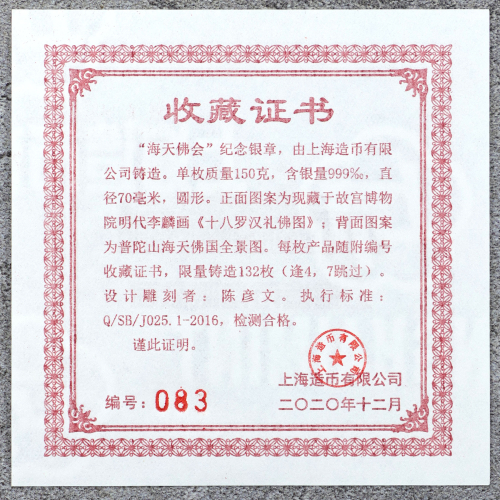 收藏证书
“海天佛会”纪念银章，由上海造币有限
公司铸造。单枚质量150克，含银量999‰，直
径70毫米，圆形。正面图案为现藏于故宫博物
院明代李麟画《十八罗汉礼佛图》；背面图案
为普陀山海天佛国全景图。每枚产品随附编号
收藏证书，限量铸造132枚（逢4，7跳过）。
设计雕刻者：陈彦文。执行标准：
Q/SB/J025.1-2016，检测合格。
谨此证明。
上海造币有限公司
上海造币有限公司
编号：083
二〇二〇年十二月